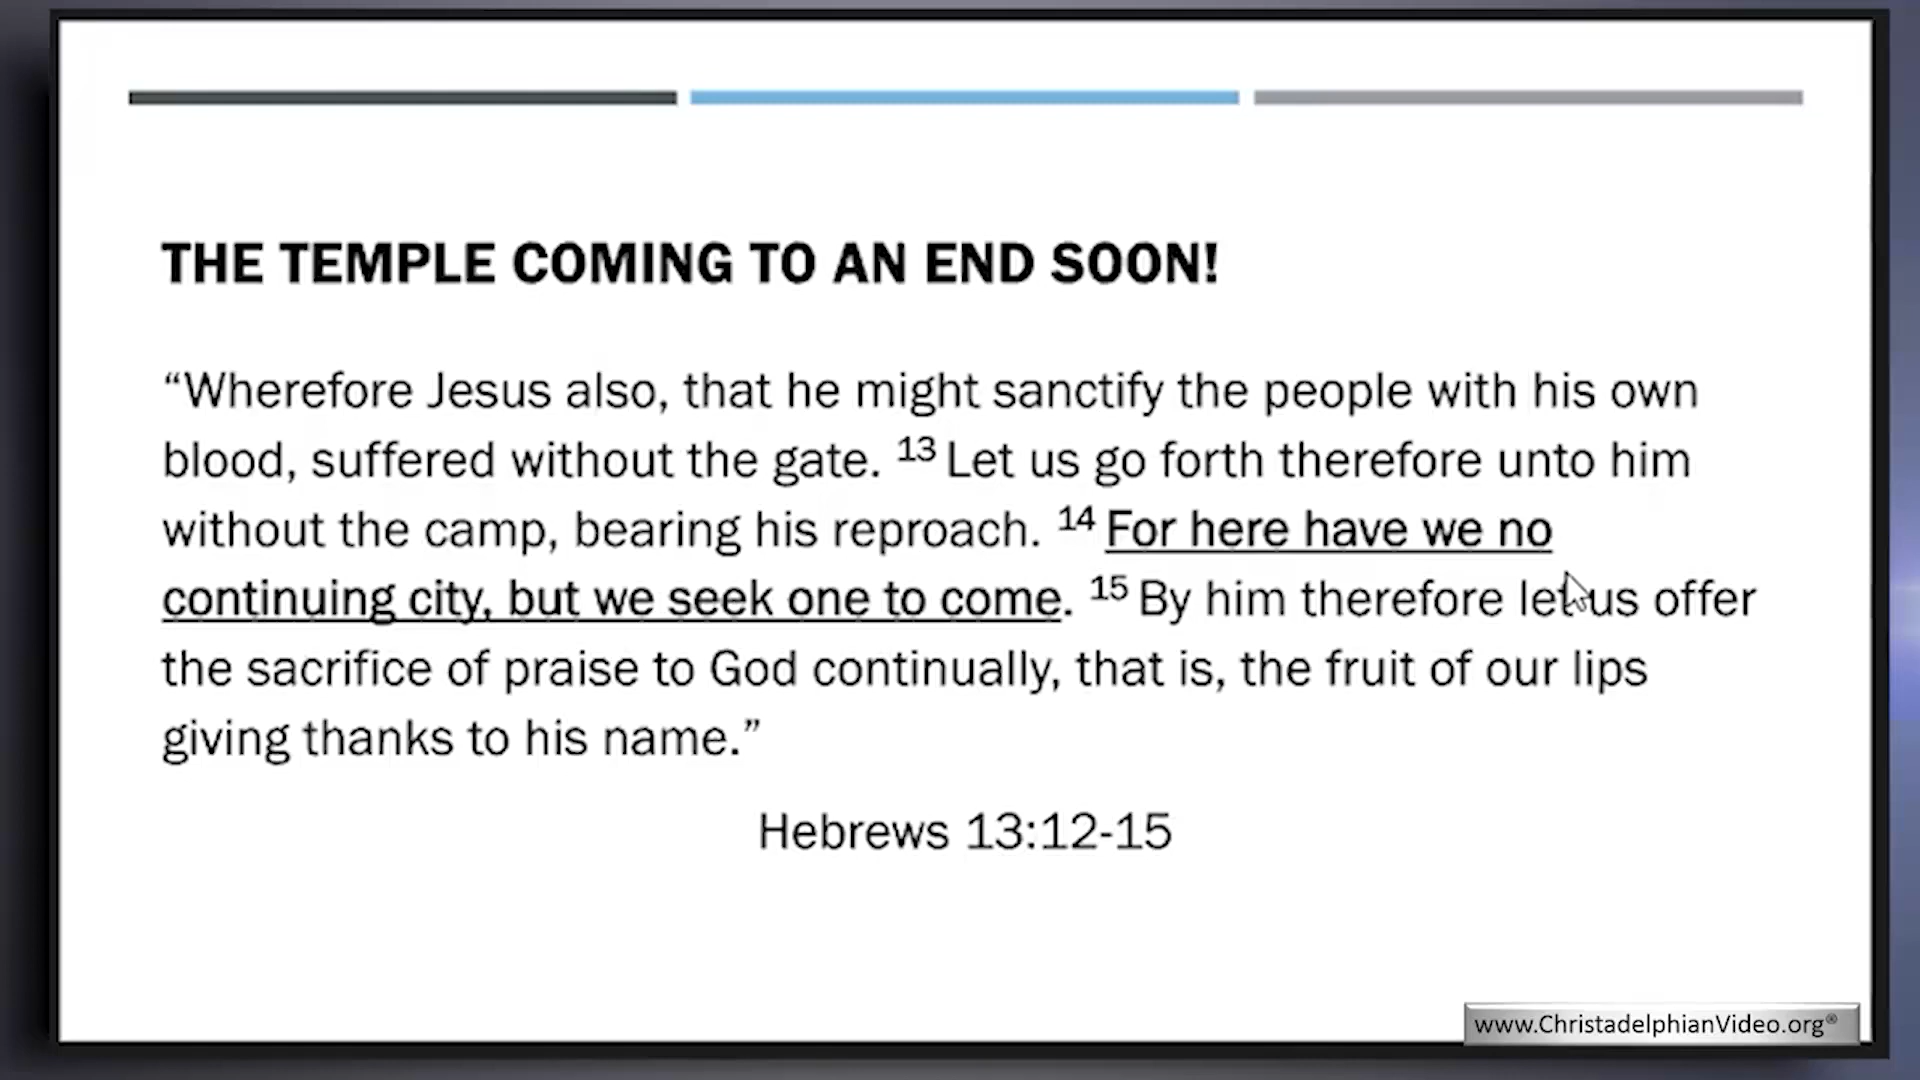 THE TEMPLE COMING TO AN END SOON!
“Wherefore Jesus also, that he might sanctify the people with his own
blood, suffered without the gate. 13 Let us go forth therefore unto him
without the camp, bearing his reproach. 14 For here have we no
continuing city, but we seek one to come. 15 By him therefore let us offer
the sacrifice of praise to God continually, that is, the fruit of our lips
giving thanks to his name.”
Hebrews 13:12-15
www.ChristadelphianVideo.org®